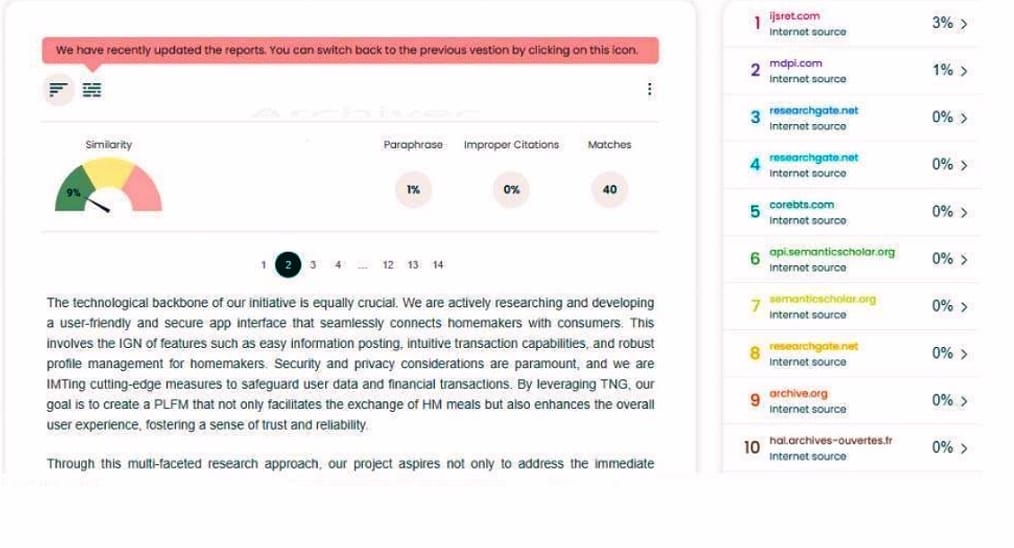 We have recently updated the reports. You can switch back to the previous vestion by clicking on this icon.
Archiver
Similarity
Paraphrase
Improper Citations
Matches
9%
1%
0%
40
1 2 3 4 ... 12 13 14
The technological backbone of our initiative is equally crucial. We are actively researching and developing
a user-friendly and secure app interface that seamlessly connects homemakers with consumers. This
involves the IGN of features such as easy information posting, intuitive transaction capabilities, and robust
profile management for homemakers. Security and privacy considerations are paramount, and we are
IMTing cutting-edge measures to safeguard user data and financial transactions. By leveraging TNG, our
goal is to create a PLFM that not only facilitates the exchange of HM meals but also enhances the overall
user experience, fostering a sense of trust and reliability.
Through this multi-faceted research approach, our project aspires not only to address the immediate
1 ijsret.com 3% >
Internet source
2 mdpi.com 1% >
Internet source
3 researchgate.net 0% >
Internet source
4 researchgate.net 0% >
Internet source
5 corebts.com 0% >
Internet source
6 api.semanticscholar.org 0% >
Internet source
7 semanticscholar.org 0% >
Internet source
8 researchgate.net 0% >
Internet source
9 archive.org 0% >
Internet source
10 hal.archives-ouvertes.fr 0% >
Internet source